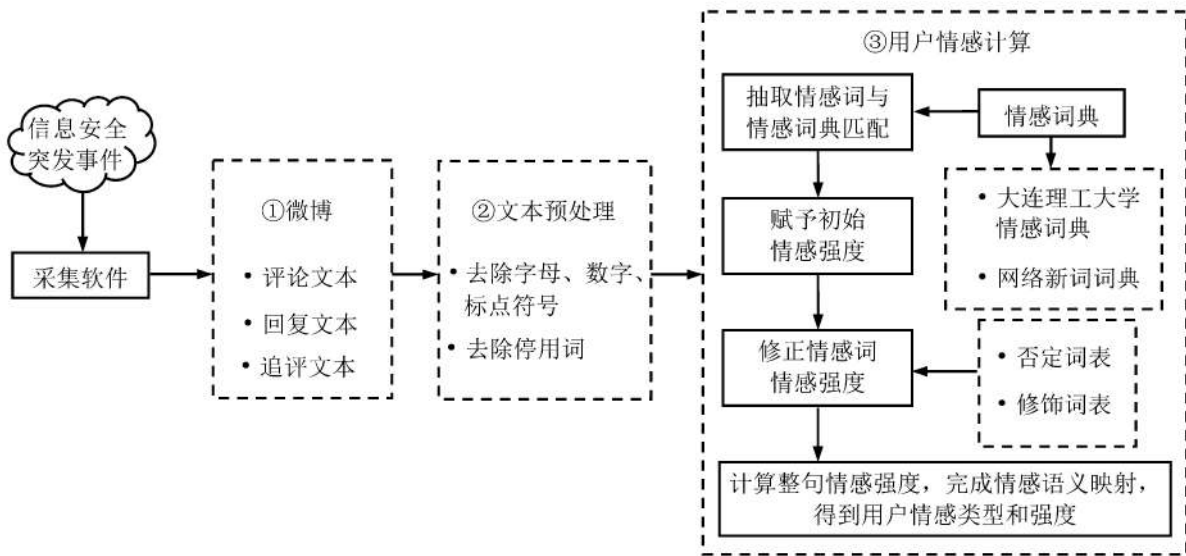 信息安全
突发事件
采集软件
①微博
• 评论文本
• 回复文本
• 追评文本
②文本预处理
• 去除字母、数字、
标点符号
• 去除停用词
③用户情感计算
抽取情感词与
情感词典匹配
情感词典
• 大连理工大学
情感词典
• 网络新词词典
赋予初始
情感强度
修正情感词
情感强度
• 否定词表
• 修饰词表
计算整句情感强度，完成情感语义映射，
得到用户情感类型和强度